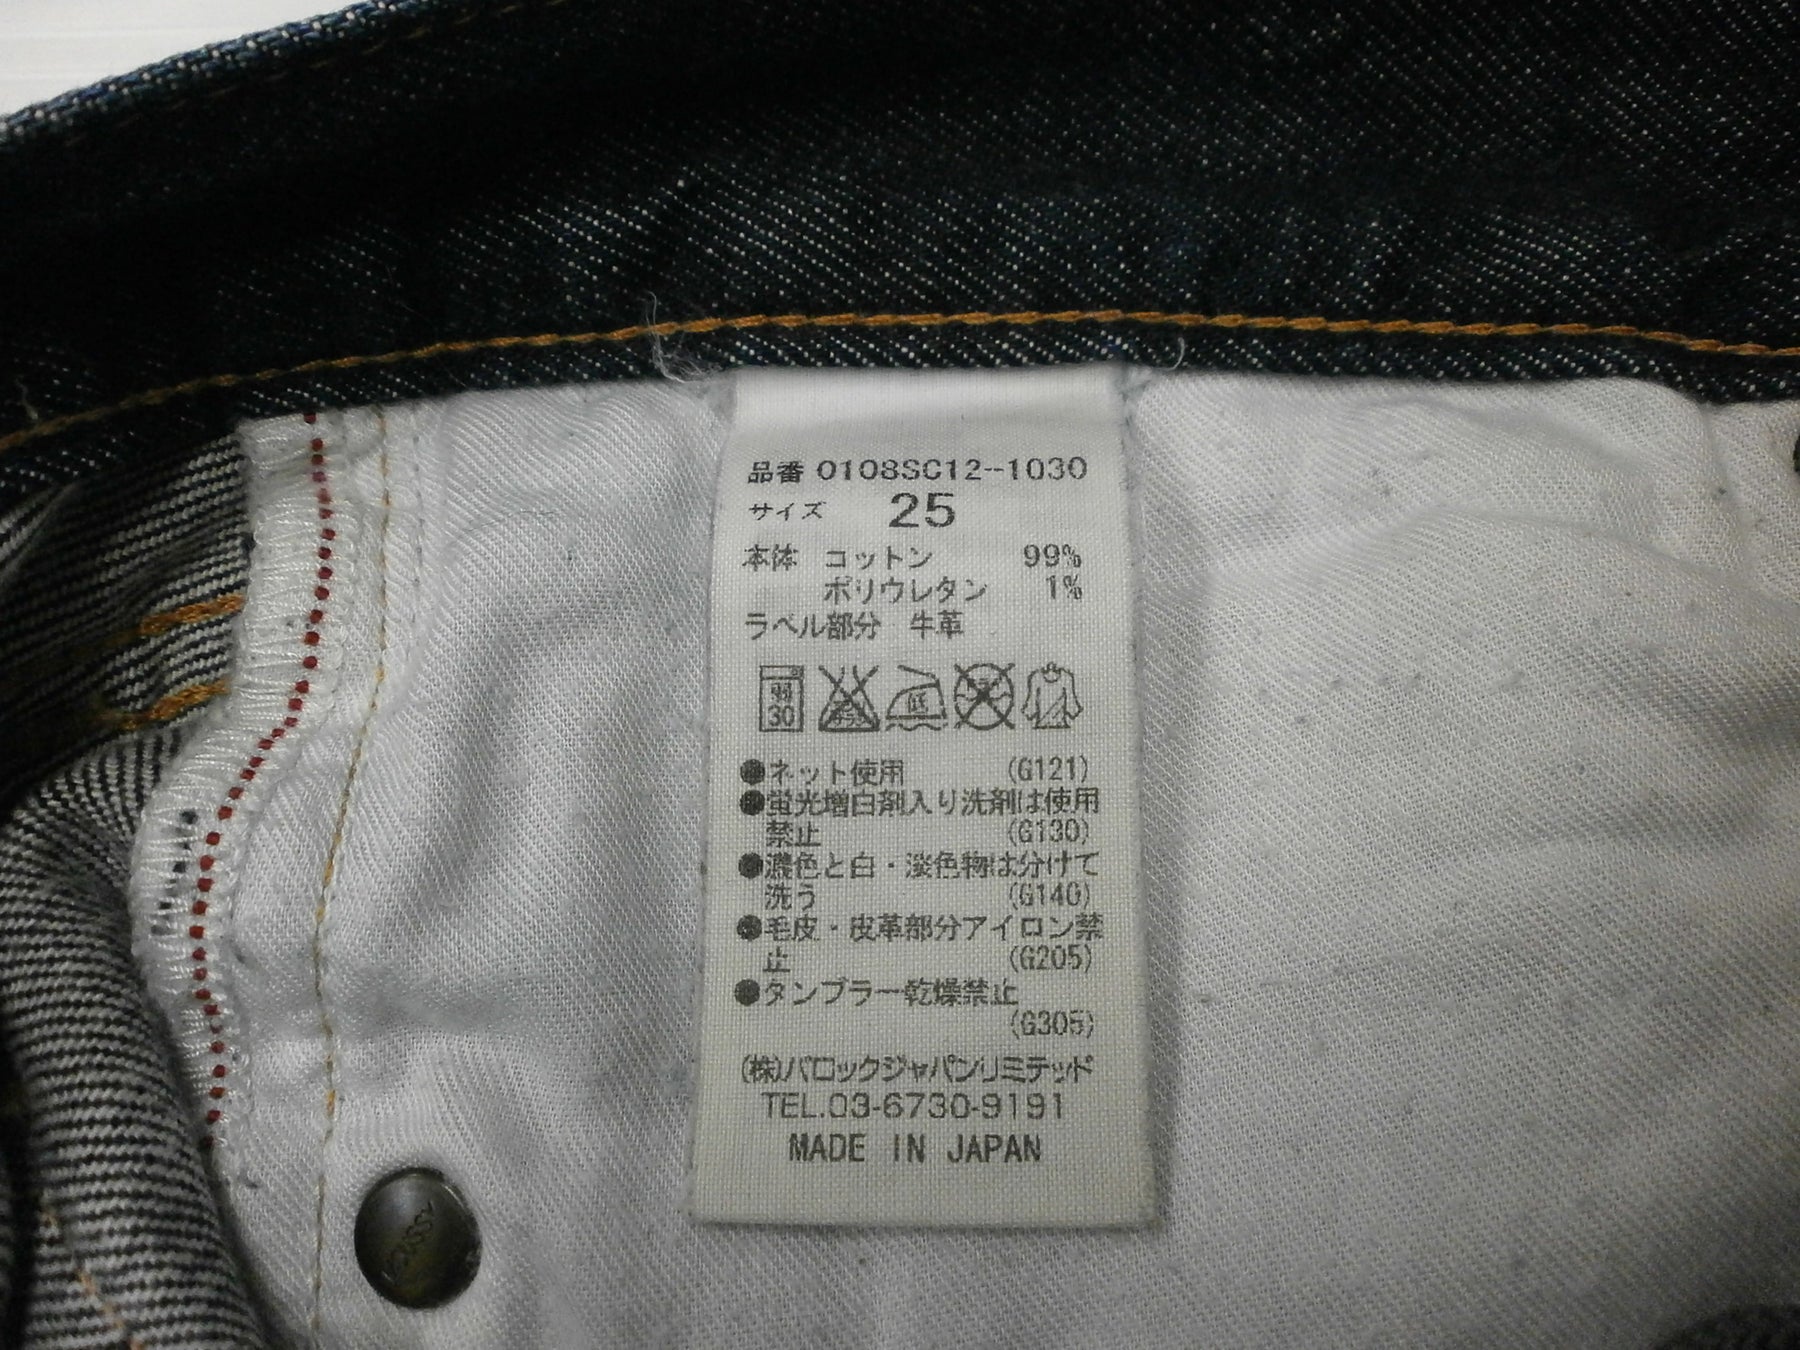 品番 0108SC12--1030
サイズ 25
本体 コットン 99%
ポリウレタン 1%
ラベル部分 牛革
弱 30 低
●ネット使用 (G121)
●蛍光増白剤入り洗剤は使用
禁止 (G130)
●濃色と白・淡色物は分けて
洗う (G140)
●毛皮・皮革部分アイロン禁
止 (G205)
●タンブラー乾燥禁止
(G305)
(株)バロックジャパンリミテッド
TEL.03-6730-9191
MADE IN JAPAN